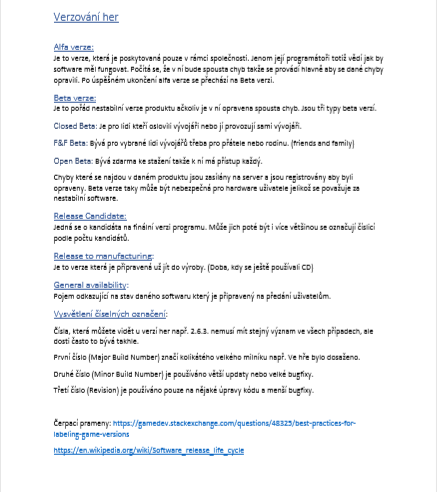 Verzování her
Alfa verze:
Je to verze, která je poskytovaná pouze v rámci společnosti. Jenom její programátoři totiž vědí jak by
software měl fungovat. Počítá se, že v ní bude spousta chyb takže se provádí hlavně aby se dané chyby
opravili. Po úspěšném ukončení alfa verze se přechází na Beta verzi.
Beta verze:
Je to pořád nestabilní verze produktu ačkoliv je v ní opravena spousta chyb. Jsou tři typy beta verzí.
Closed Beta: Je pro lidi kteří oslovili vývojáři nebo ji provozují sami vývojáři.
F&F Beta: Bývá pro vybrané lidi vývojářů třeba pro přátele nebo rodinu. (friends and family)
Open Beta: Bývá zdarma ke stažení takže k ní má přístup každý.
Chyby které se najdou v daném produktu jsou zasílány na server a jsou registrovány aby byli
opraveny. Beta verze taky může být nebezpečná pro hardware uživatele jelikož se považuje za
nestabilní software.
Release Candidate:
Jedná se o kandidáta na finální verzi programu. Může jich poté být i více většinou se označují číslicí
podle počtu kandidátů.
Release to manufacturing:
Je to verze která je připravená už jít do výroby. (Doba, kdy se ještě používali CD)
General availability:
Pojem odkazující na stav daného softwaru který je připravený na předání uživatelům.
Vysvětlení číselných označení:
Čísla, která můžete vidět u verzí her např. 2.6.3. nemusí mít stejný význam ve všech případech, ale
dosti často to bývá takhle.
První číslo (Major Build Number) značí kolikátého velkého milníku např. Ve hře bylo dosaženo.
Druhé číslo (Minor Build Number) je používáno větší updaty nebo velké bugfixy.
Třetí číslo (Revision) je používáno pouze na nějaké úpravy kódu a menší bugfixy.
Čerpací prameny: https://gamedev.stackexchange.com/questions/48325/best-practices-for-
labeling-game-versions
https://en.wikipedia.org/wiki/Software_release_life_cycle